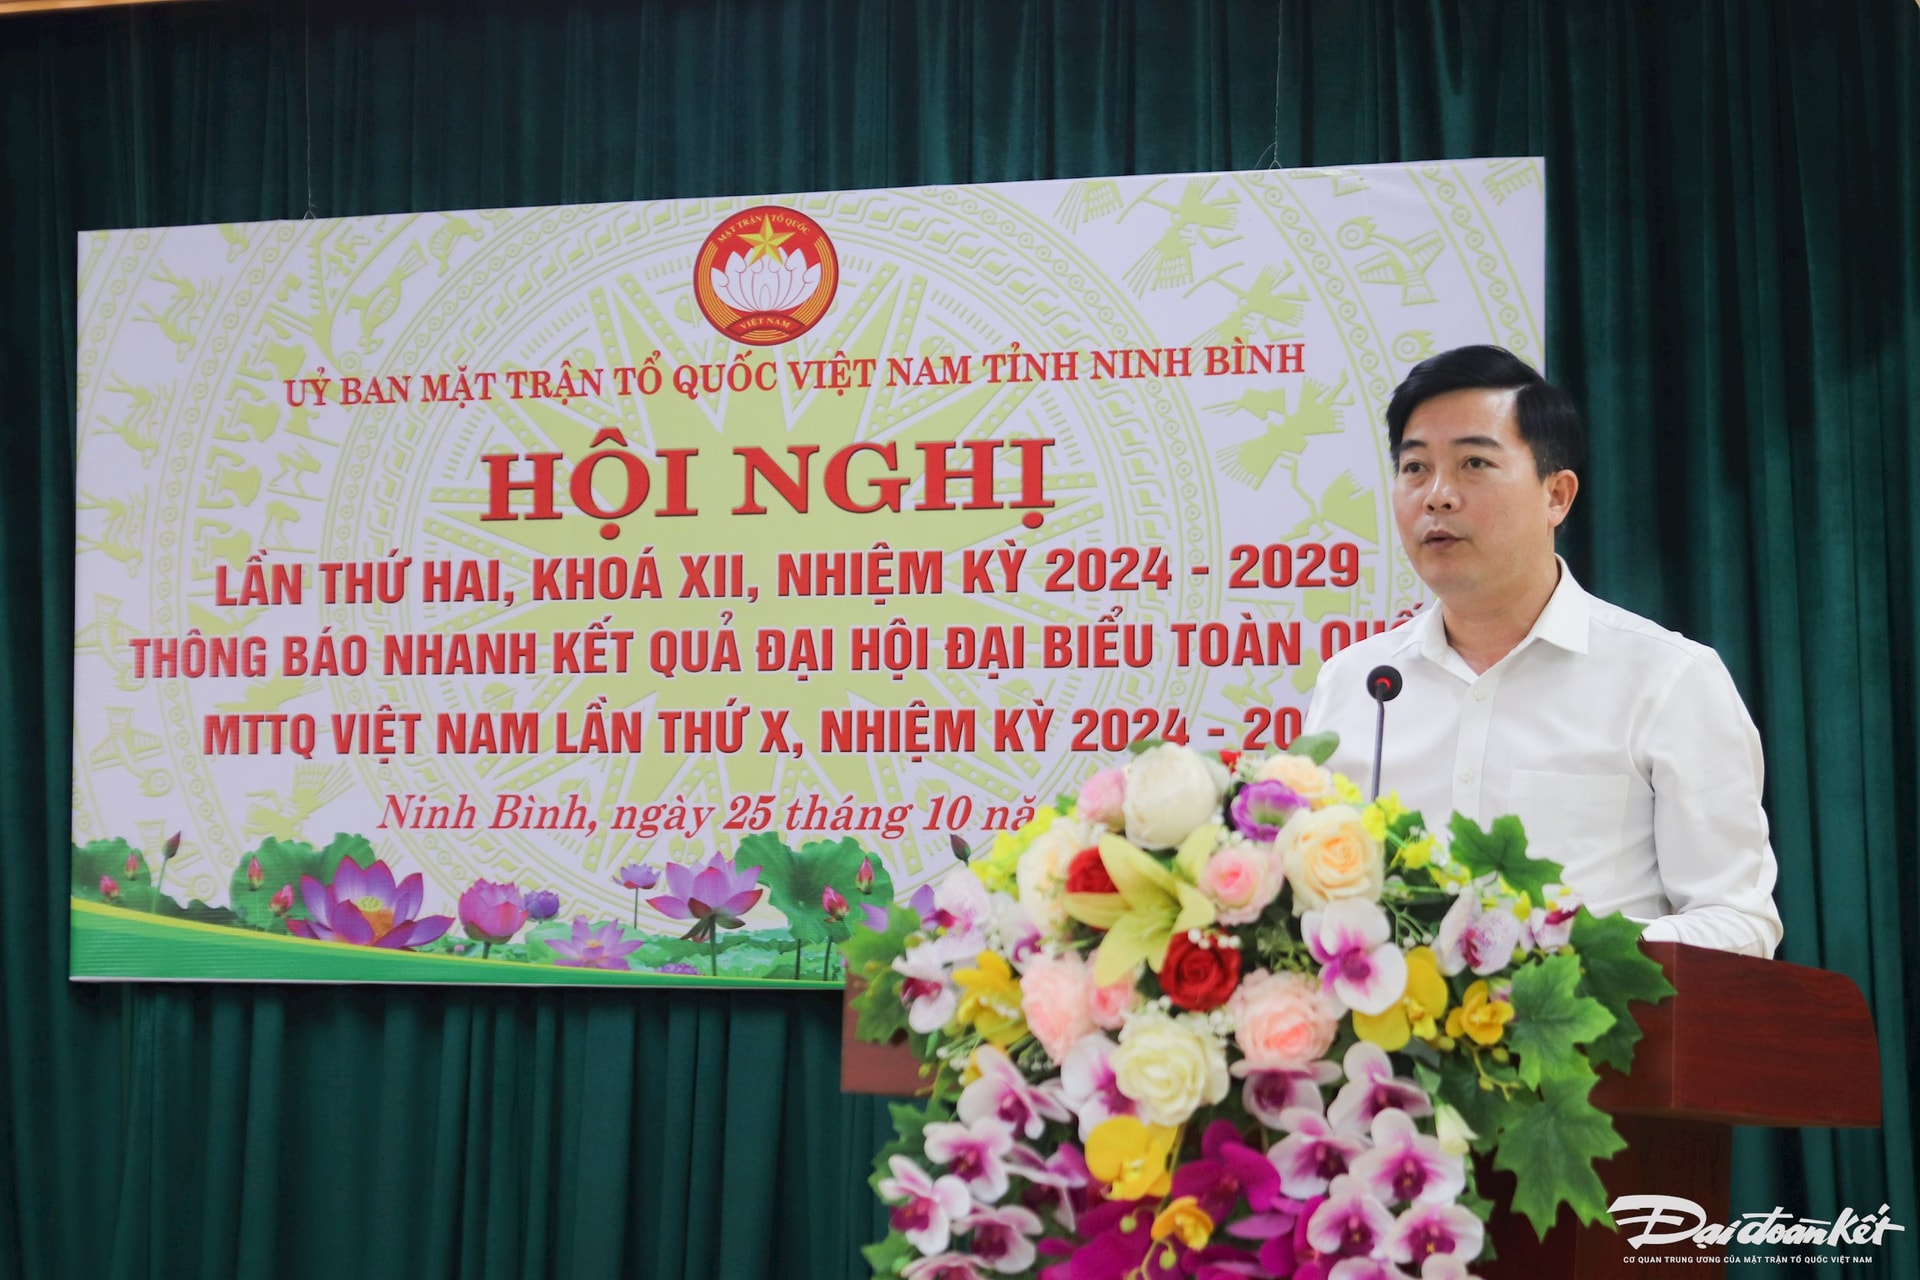 MẶT TRẬN TỔ QUỐC
VIỆT NAM
UỶ BAN MẶT TRẬN TỔ QUỐC VIỆT NAM TỈNH NINH BÌNH
HỘI NGHỊ
LẦN THỨ HAI, KHOÁ XII, NHIỆM KỲ 2024 - 2029
THÔNG BÁO NHANH KẾT QUẢ ĐẠI HỘI ĐẠI BIỂU TOÀN
MTTQ VIỆT NAM LẦN THỨ X, NHIỆM KỲ 2024 - 20
Ninh Bình, ngày 25 tháng 10
Đại đoàn kết
CƠ QUAN TRUNG ƯƠNG CỦA MẶT TRẬN TỔ QUỐC VIỆT NAM